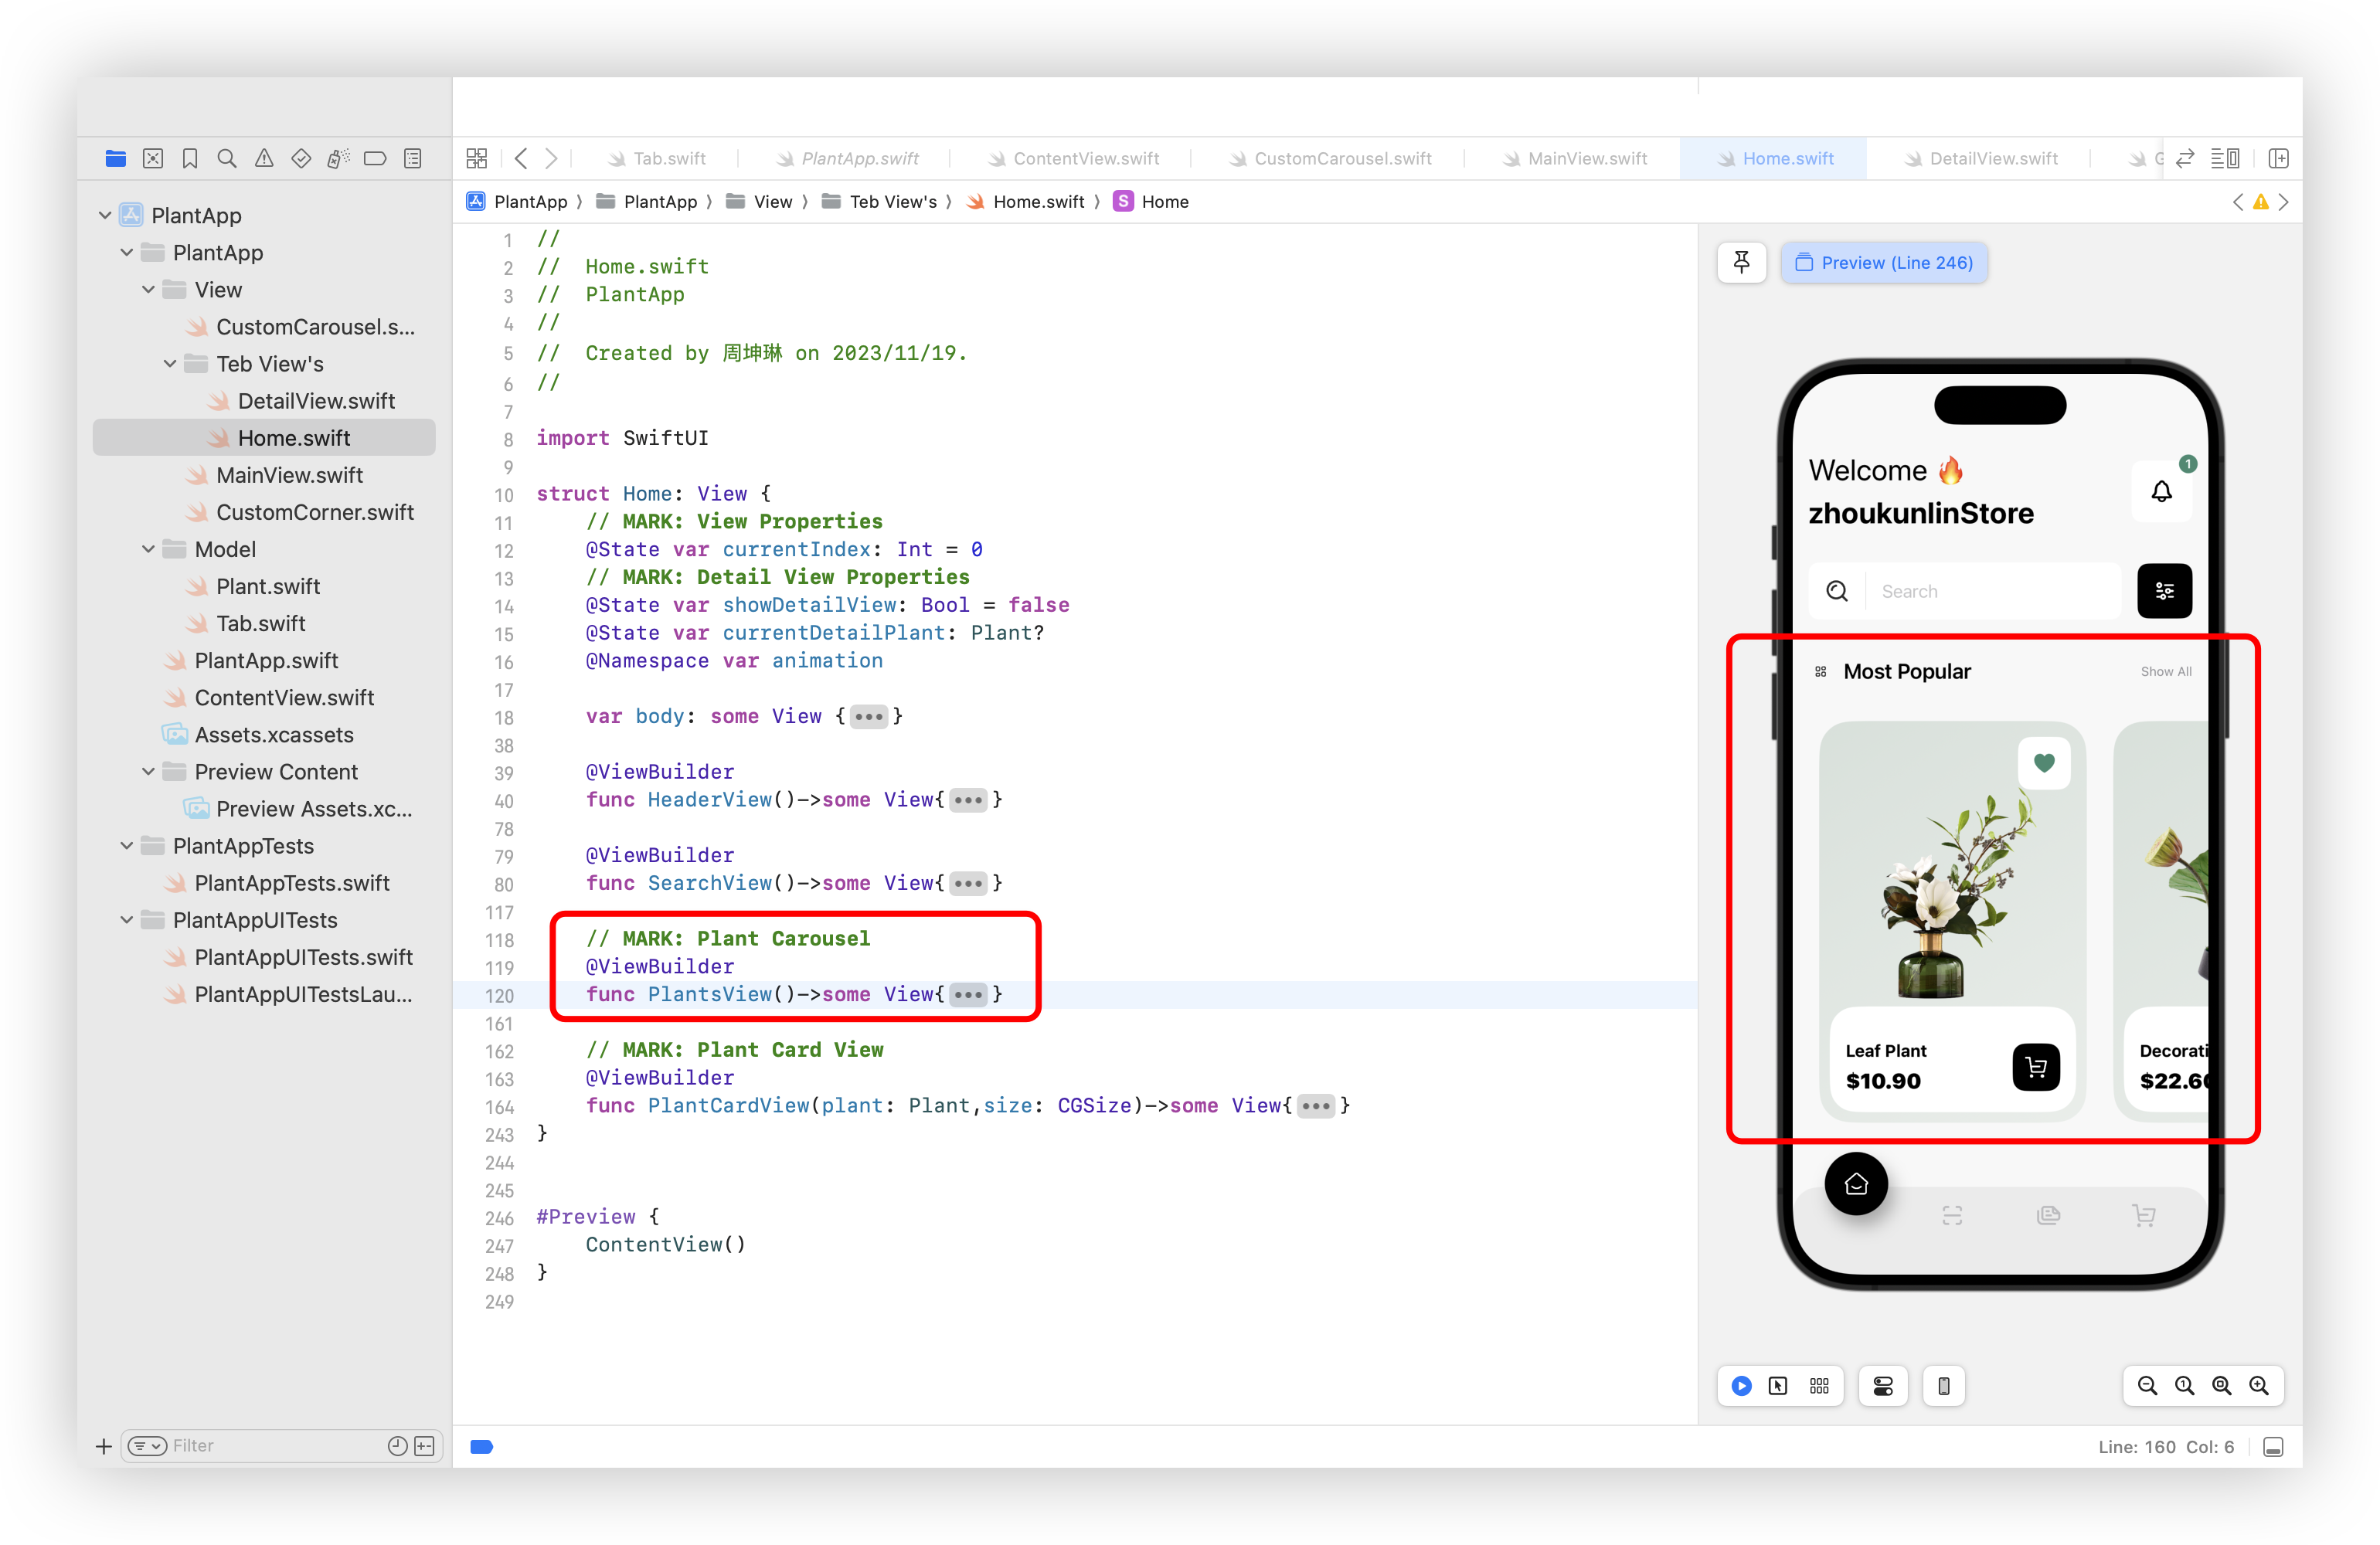 Tab.swift
PlantApp.swift
ContentView.swift
CustomCarousel.swift
MainView.swift
Home.swift
DetailView.swift
PlantApp 〉 PlantApp 〉 View 〉 Teb View's 〉 Home.swift 〉 S Home
PlantApp
PlantApp
View
CustomCarousel.s...
Teb View's
DetailView.swift
Home.swift
MainView.swift
CustomCorner.swift
Model
Plant.swift
Tab.swift
PlantApp.swift
ContentView.swift
Assets.xcassets
Preview Content
Preview Assets.xc...
PlantAppTests
PlantAppTests.swift
PlantAppUITests
PlantAppUITests.swift
PlantAppUITestsLau...
Filter
1 //
2 //  Home.swift
3 //  PlantApp
4 //
5 //  Created by 周坤琳 on 2023/11/19.
6 //
7
8 import SwiftUI
9
10 struct Home: View {
11     // MARK: View Properties
12     @State var currentIndex: Int = 0
13     // MARK: Detail View Properties
14     @State var showDetailView: Bool = false
15     @State var currentDetailPlant: Plant?
16     @Namespace var animation
17
18     var body: some View {•••}
38
39     @ViewBuilder
40     func HeaderView()->some View{•••}
78
79     @ViewBuilder
80     func SearchView()->some View{•••}
117
118     // MARK: Plant Carousel
119     @ViewBuilder
120     func PlantsView()->some View{•••}
161
162     // MARK: Plant Card View
163     @ViewBuilder
164     func PlantCardView(plant: Plant,size: CGSize)->some View{•••}
243 }
244
245
246 #Preview {
247     ContentView()
248 }
249
Preview (Line 246)
Welcome 🔥
1
zhoukunlinStore
Search
Most Popular
Show All
Leaf Plant
$10.90
Decorati
$22.60
Line: 160 Col: 6